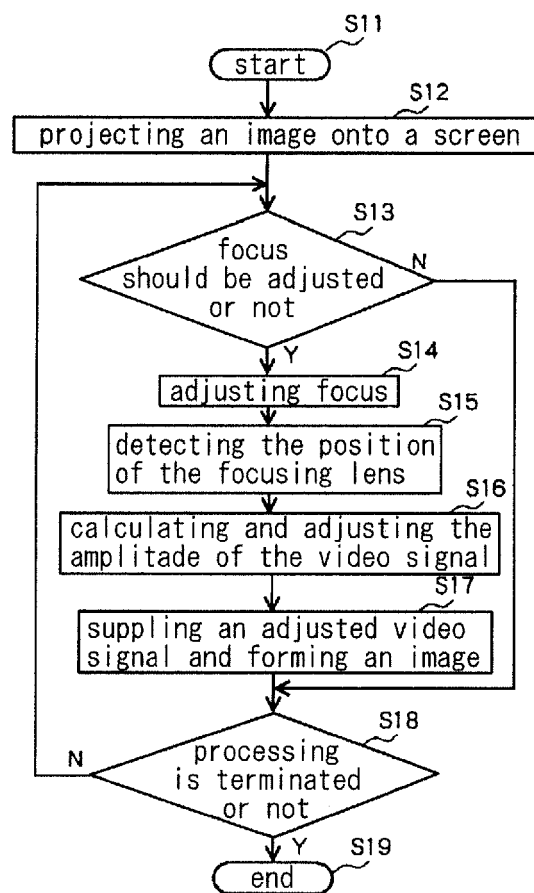 S11
start
S12
projecting an image onto a screen
S13
focus
should be adjusted
or not
N
Y
S14
adjusting focus
S15
detecting the position
of the focusing lens
S16
calculating and adjusting the
amplitade of the video signal
S17
suppling an adjusted video
signal and forming an image
S18
N
processing
is terminated
or not
Y
S19
end